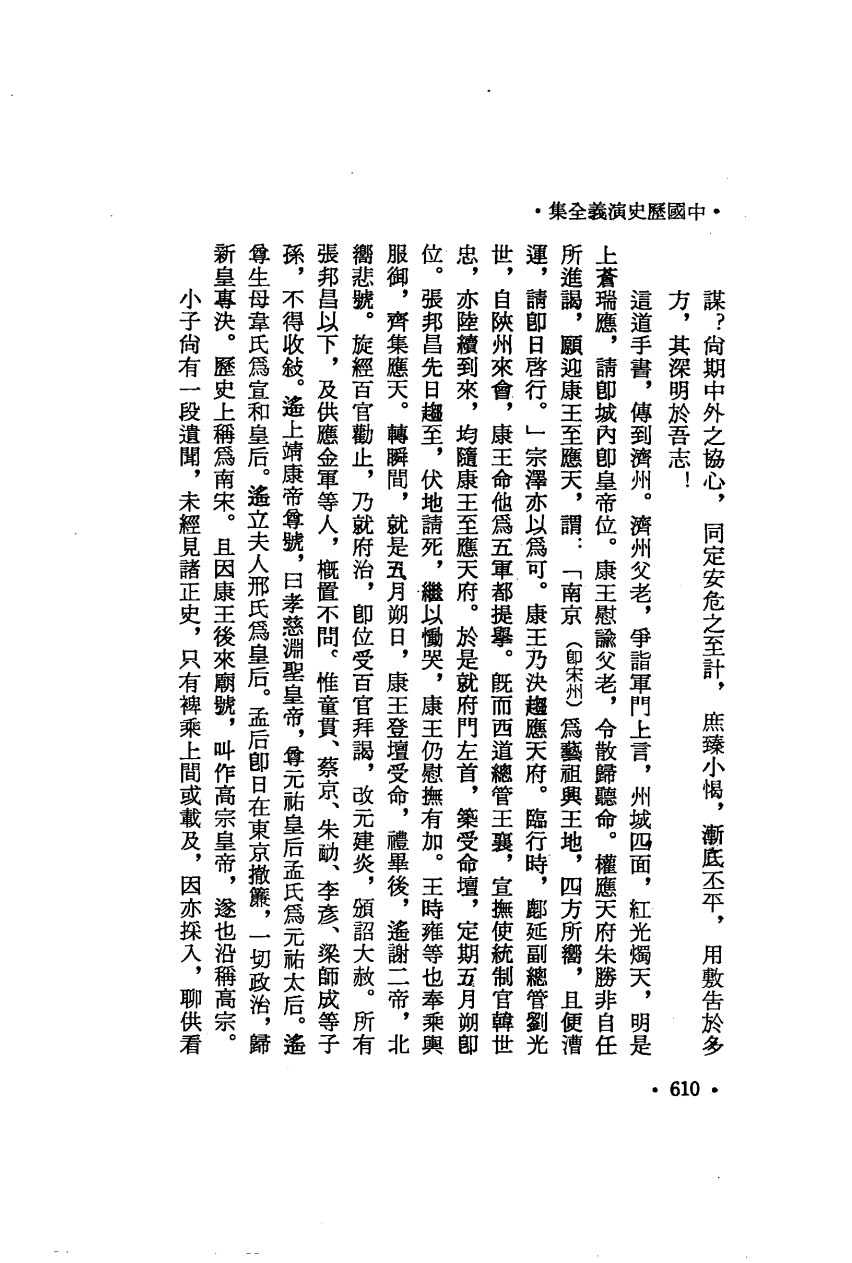 •中國歷史演義全集•
謀？尙期中外之協心，同定安危之至計，庶臻小愒，漸底丕平，用敷告於多
方，其深明於吾志！
這道手書，傳到濟州。濟州父老，爭詣軍門上言，州城四面，紅光燭天，明是
上蒼瑞應，請卽城內卽皇帝位。康王慰諭父老，令散歸聽命。權應天府朱勝非自任
所進謁，願迎康王至應天，謂：「南京（卽宋州）爲藝祖興王地，四方所嚮，且便漕
運，請卽日啓行。」宗澤亦以爲可。康王乃決趨應天府。臨行時，鄜延副總管劉光
世，自陝州來會，康王命他爲五軍都提擧。旣而西道總管王襄，宣撫使統制官韓世
忠，亦陸續到來，均隨康王至應天府。於是就府門左首，築受命壇，定期五月朔卽
位。張邦昌先日趨至，伏地請死，繼以慟哭，康王仍慰撫有加。王時雍等也奉乘輿
服御，齊集應天。轉瞬間，就是五月朔日，康王登壇受命，禮畢後，遙謝二帝，北
嚮悲號。旋經百官勸止，乃就府治，卽位受百官拜謁，改元建炎，頒詔大赦。所有
張邦昌以下，及供應金軍等人，槪置不問。惟童貫、蔡京、朱勔、李彥、梁師成等子
孫，不得收敍。遙上靖康帝尊號，曰孝慈淵聖皇帝，尊元祐皇后孟氏爲元祐太后。遙
尊生母韋氏爲宣和皇后。遙立夫人邢氏爲皇后。孟后卽日在東京撤簾，一切政治，歸
新皇專決。歷史上稱爲南宋。且因康王後來廟號，叫作高宗皇帝，遂也沿稱高宗。
小子尙有一段遺聞，未經見諸正史，只有裨乘上間或載及，因亦採入，聊供看
•610•